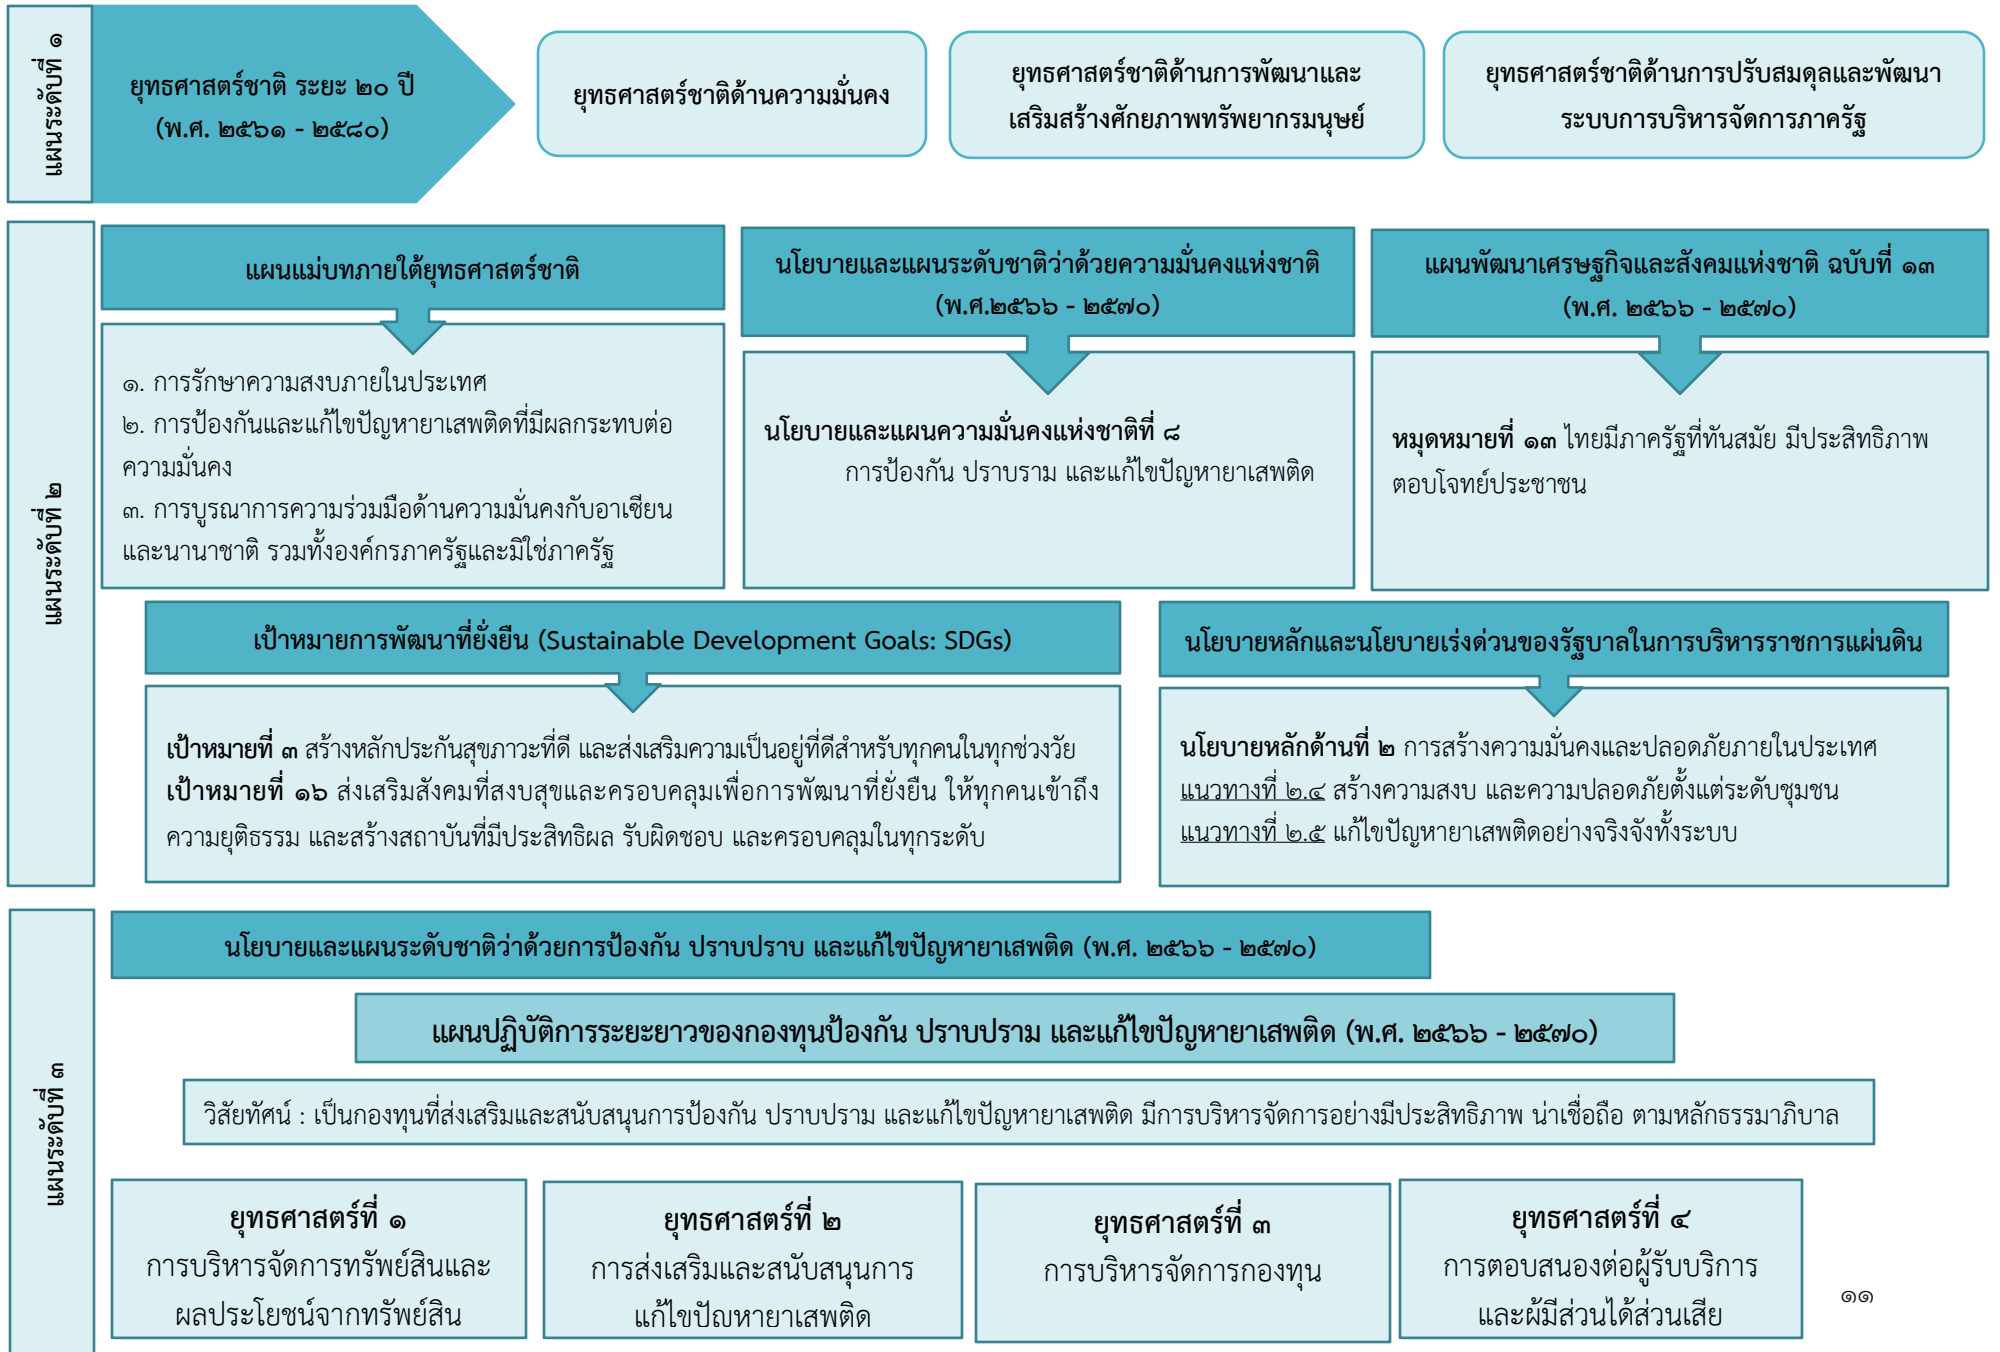 แผนระดับที่ ๑
ยุทธศาสตร์ชาติ ระยะ ๒๐ ปี
(พ.ศ. ๒๕๖๑ - ๒๕๘๐)
ยุทธศาสตร์ชาติด้านความมั่นคง
ยุทธศาสตร์ชาติด้านการพัฒนาและ
เสริมสร้างศักยภาพทรัพยากรมนุษย์
ยุทธศาสตร์ชาติด้านการปรับสมดุลและพัฒนา
ระบบการบริหารจัดการภาครัฐ
แผนระดับที่ ๒
แผนแม่บทภายใต้ยุทธศาสตร์ชาติ
๑. การรักษาความสงบภายในประเทศ
๒. การป้องกันและแก้ไขปัญหายาเสพติดที่มีผลกระทบต่อ
ความมั่นคง
๓. การบูรณาการความร่วมมือด้านความมั่นคงกับอาเซียน
และนานาชาติ รวมทั้งองค์กรภาครัฐและมิใช่ภาครัฐ
นโยบายและแผนระดับชาติว่าด้วยความมั่นคงแห่งชาติ
(พ.ศ.๒๕๖๖ - ๒๕๗๐)
นโยบายและแผนความมั่นคงแห่งชาติที่ ๘
การป้องกัน ปราบราม และแก้ไขปัญหายาเสพติด
แผนพัฒนาเศรษฐกิจและสังคมแห่งชาติ ฉบับที่ ๑๓
(พ.ศ. ๒๕๖๖ - ๒๕๗๐)
หมุดหมายที่ ๑๓ ไทยมีภาครัฐที่ทันสมัย มีประสิทธิภาพ
ตอบโจทย์ประชาชน
เป้าหมายการพัฒนาที่ยั่งยืน (Sustainable Development Goals: SDGs)
เป้าหมายที่ ๓ สร้างหลักประกันสุขภาวะที่ดี และส่งเสริมความเป็นอยู่ที่ดีสำหรับทุกคนในทุกช่วงวัย
เป้าหมายที่ ๑๖ ส่งเสริมสังคมที่สงบสุขและครอบคลุมเพื่อการพัฒนาที่ยั่งยืน ให้ทุกคนเข้าถึง
ความยุติธรรม และสร้างสถาบันที่มีประสิทธิผล รับผิดชอบ และครอบคลุมในทุกระดับ
นโยบายหลักและนโยบายเร่งด่วนของรัฐบาลในการบริหารราชการแผ่นดิน
นโยบายหลักด้านที่ ๒ การสร้างความมั่นคงและปลอดภัยภายในประเทศ
แนวทางที่ ๒.๔ สร้างความสงบ และความปลอดภัยตั้งแต่ระดับชุมชน
แนวทางที่ ๒.๕ แก้ไขปัญหายาเสพติดอย่างจริงจังทั้งระบบ
แผนระดับที่ ๓
นโยบายและแผนระดับชาติว่าด้วยการป้องกัน ปราบปราบ และแก้ไขปัญหายาเสพติด (พ.ศ. ๒๕๖๖ - ๒๕๗๐)
แผนปฏิบัติการระยะยาวของกองทุนป้องกัน ปราบปราม และแก้ไขปัญหายาเสพติด (พ.ศ. ๒๕๖๖ - ๒๕๗๐)
วิสัยทัศน์ : เป็นกองทุนที่ส่งเสริมและสนับสนุนการป้องกัน ปราบปราม และแก้ไขปัญหายาเสพติด มีการบริหารจัดการอย่างมีประสิทธิภาพ น่าเชื่อถือ ตามหลักธรรมาภิบาล
ยุทธศาสตร์ที่ ๑
การบริหารจัดการทรัพย์สินและ
ผลประโยชน์จากทรัพย์สิน
ยุทธศาสตร์ที่ ๒
การส่งเสริมและสนับสนุนการ
แก้ไขปัญหายาเสพติด
ยุทธศาสตร์ที่ ๓
การบริหารจัดการกองทุน
ยุทธศาสตร์ที่ ๔
การตอบสนองต่อผู้รับบริการ
และผู้มีส่วนได้ส่วนเสีย
๑๑